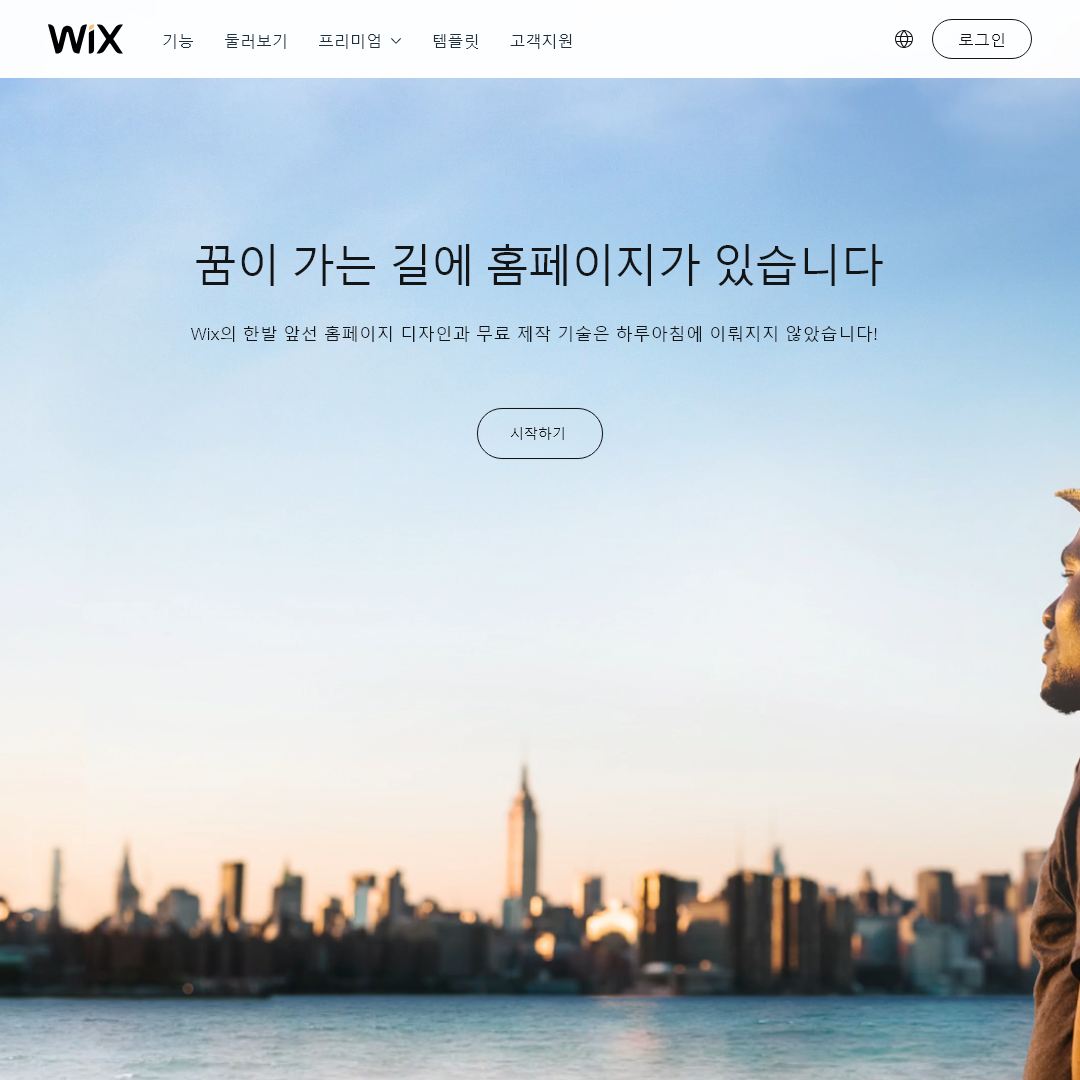 WiX
기능
둘러보기
프리미엄
템플릿
고객지원
로그인
꿈이 가는 길에 홈페이지가 있습니다
Wix의 한발 앞선 홈페이지 디자인과 무료 제작 기술은 하루아침에 이뤄지지 않았습니다!
시작하기